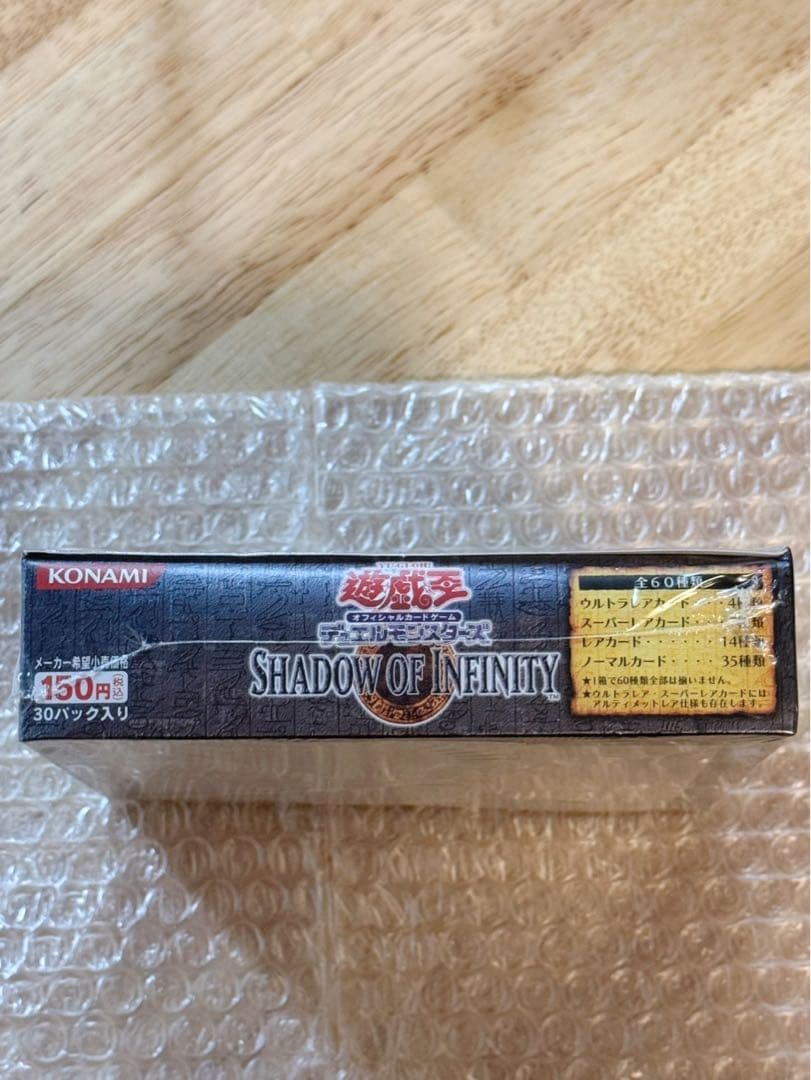 KONAMI
メーカー希望小売価格
150円(税込)
30パック入り
YU-GI-OH!
遊戯王
オフィシャルカードゲーム
デュエルモンスターズ
SHADOW OF INFINITY™
全60種類
ウルトラレアカード・・・・4種類
スーパーレアカード・・・種類
レアカード・・・・・・14種類
ノーマルカード・・・・35種類
★1箱で60種類全部は揃いません。
★ウルトラレア・スーパーレアカードには
アルティメットレア仕様も存在します。